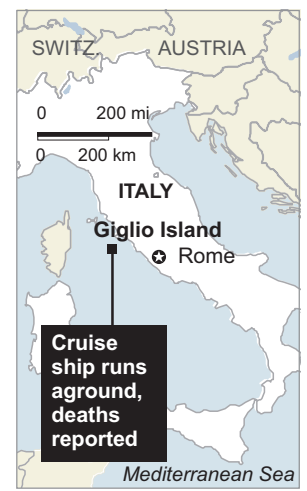 SWITZ.
AUSTRIA
0 200 mi
0 200 km
ITALY
Giglio Island
Rome
Cruise
ship runs
aground,
deaths
reported
Mediterranean Sea